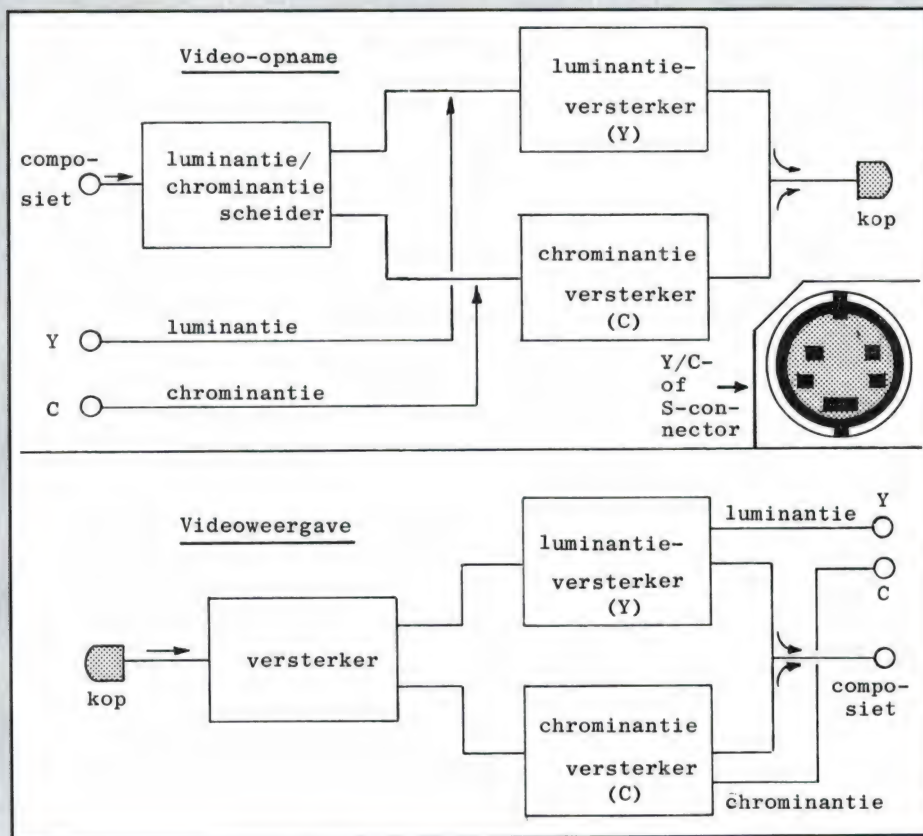 Video-opname
luminantie-
versterker
(Y)
compo-
siet
luminantie/
chrominantie
scheider
kop
chrominantie
versterker
(C)
Y
luminantie
C
chrominantie
Y/C-
of
S-con-
nector
Videoweergave
luminantie
Y
luminantie-
versterker
(Y)
C
versterker
kop
compo-
siet
chrominantie
versterker
(C)
chrominantie